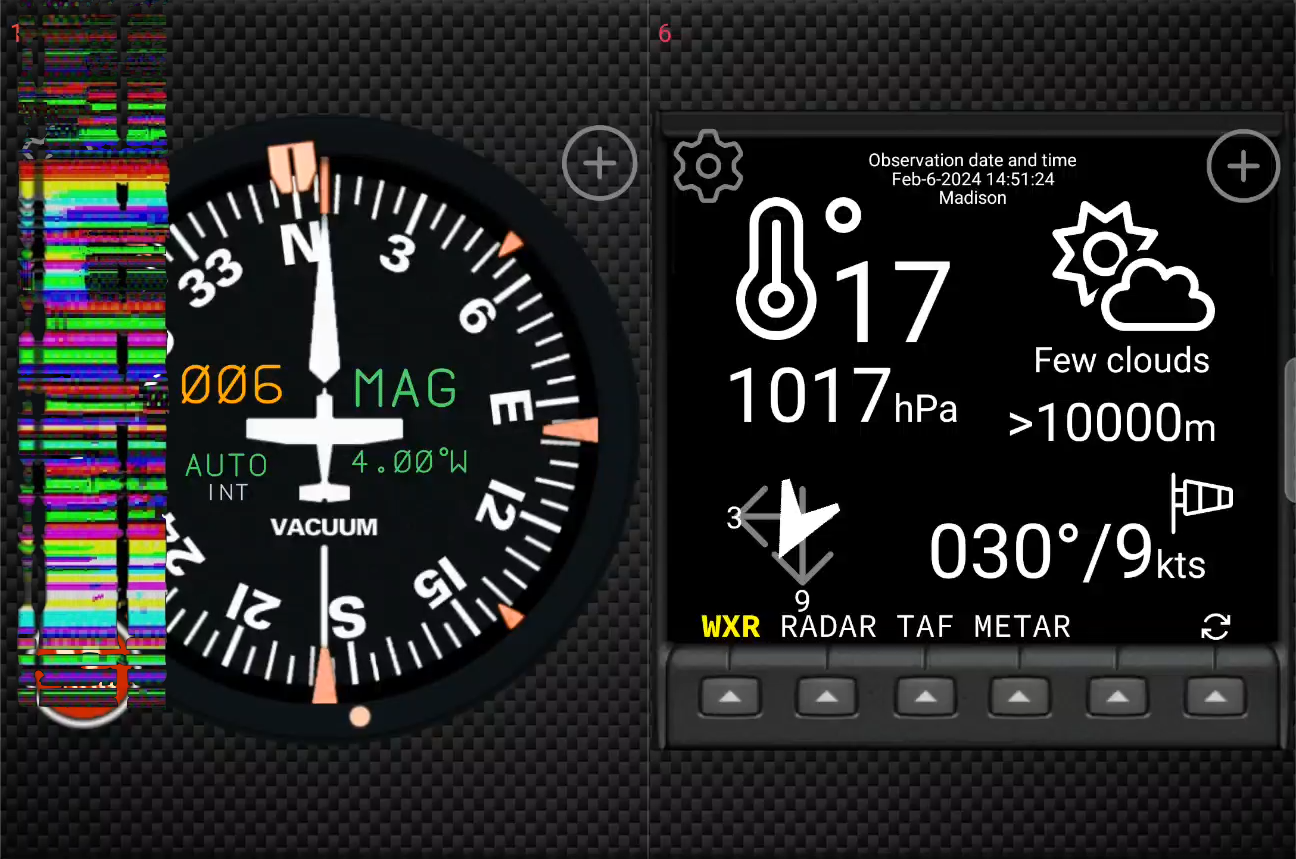 6
N
3
33
6
006
MAG
E
AUTO
4.00°W
INT
12
VACUUM
15
21
S
Observation date and time
Feb-6-2024 14:51:24
Madison
°17
Few clouds
1017hPa
>10000m
3
030°/9kts
9
WXR RADAR TAF METAR